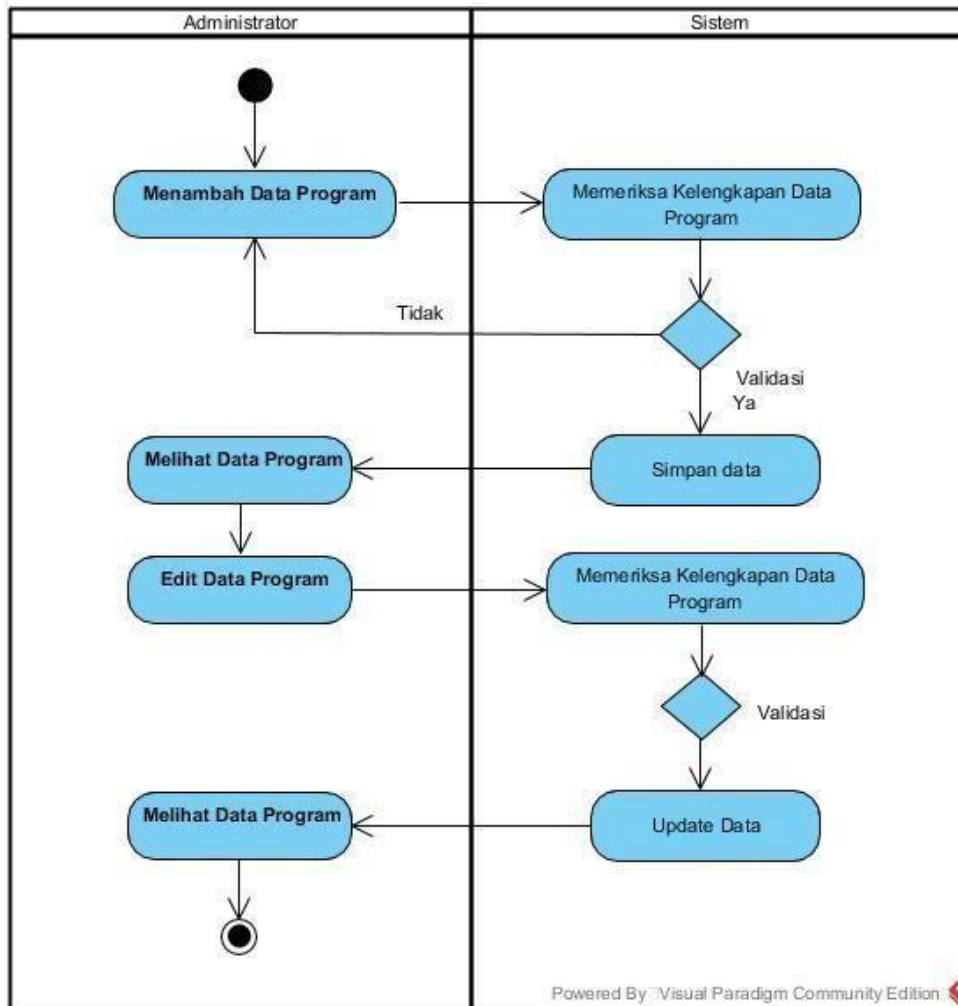 Administrator
Sistem
Menambah Data Program
Memeriksa Kelengkapan Data
Program
Tidak
Validasi
Ya
Melihat Data Program
Simpan data
Edit Data Program
Memeriksa Kelengkapan Data
Program
Validasi
Melihat Data Program
Update Data
Powered By Visual Paradigm Community Edition